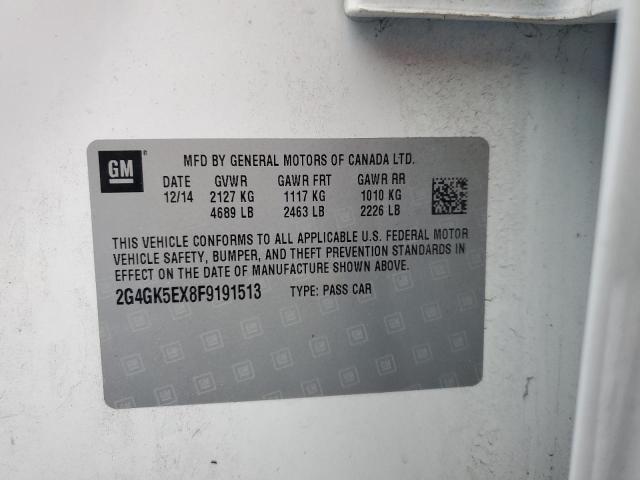 GM ®
MFD BY GENERAL MOTORS OF CANADA LTD.
DATE GVWR GAWR FRT GAWR RR
12/14 2127 KG 1117 KG 1010 KG
4689 LB 2463 LB 2226 LB
THIS VEHICLE CONFORMS TO ALL APPLICABLE U.S. FEDERAL MOTOR
VEHICLE SAFETY, BUMPER, AND THEFT PREVENTION STANDARDS IN
EFFECT ON THE DATE OF MANUFACTURE SHOWN ABOVE.
2G4GK5EX8F9191513 TYPE: PASS CAR